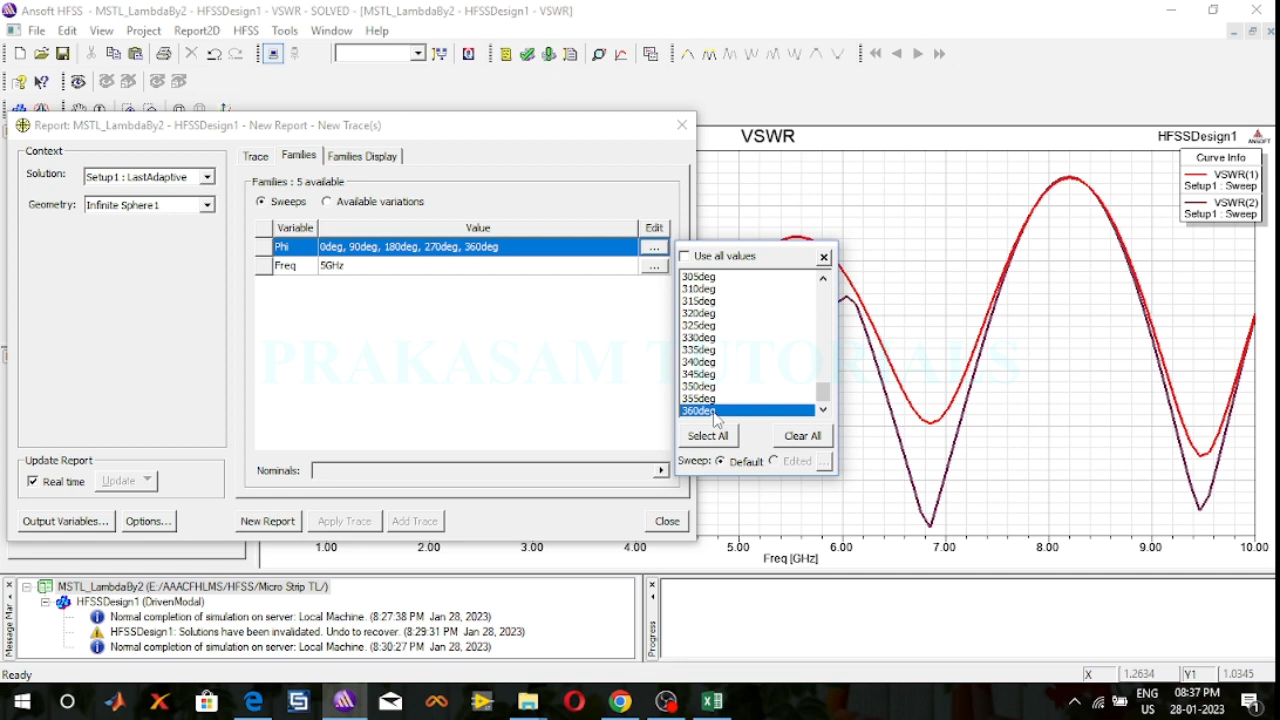 Ansoft HFSS - MSTL_LambdaBy2 - HFSSDesign1 - VSWR - SOLVED - [MSTL_LambdaBy2 - HFSSDesign1 - VSWR]
File Edit View Project Report2D HFSS Tools Window Help
Report: MSTL_LambdaBy2 - HFSSDesign1 - New Report - New Trace(s)
Context
Solution: Setup1 : LastAdaptive
Geometry: Infinite Sphere1
Update Report
Real time Update
Output Variables... Options...
Trace Families Families Display
Families : 5 available
Sweeps Available variations
Variable Value Edit
Phi 0deg, 90deg, 180deg, 270deg, 360deg ...
Freq 5GHz ...
Nominals:
New Report Apply Trace Add Trace Close
Use all values
305deg
310deg
315deg
320deg
325deg
330deg
335deg
340deg
345deg
350deg
355deg
360deg
Select All Clear All
Sweep: Default Edited ...
VSWR HFSSDesign1
ANSOFT
Curve Info
VSWR(1)
Setup1 : Sweep
VSWR(2)
Setup1 : Sweep
PRAKASAM TUTORIALS
1.00 2.00 3.00 4.00 5.00 6.00 7.00 8.00 9.00 10.00
Freq [GHz]
Message Mar
MSTL_LambdaBy2 (E:/AAACFHLMS/HFSS/Micro Strip TL/)
HFSSDesign1 (DrivenModal)
Normal completion of simulation on server: Local Machine. (8:27:38 PM Jan 28, 2023)
HFSSDesign1: Solutions have been invalidated. Undo to recover. (8:29:31 PM Jan 28, 2023)
Normal completion of simulation on server: Local Machine. (8:30:27 PM Jan 28, 2023)
Progress
Ready X 1.2634 Y1 1.0345
ENG
US
08:37 PM
28-01-2023
1